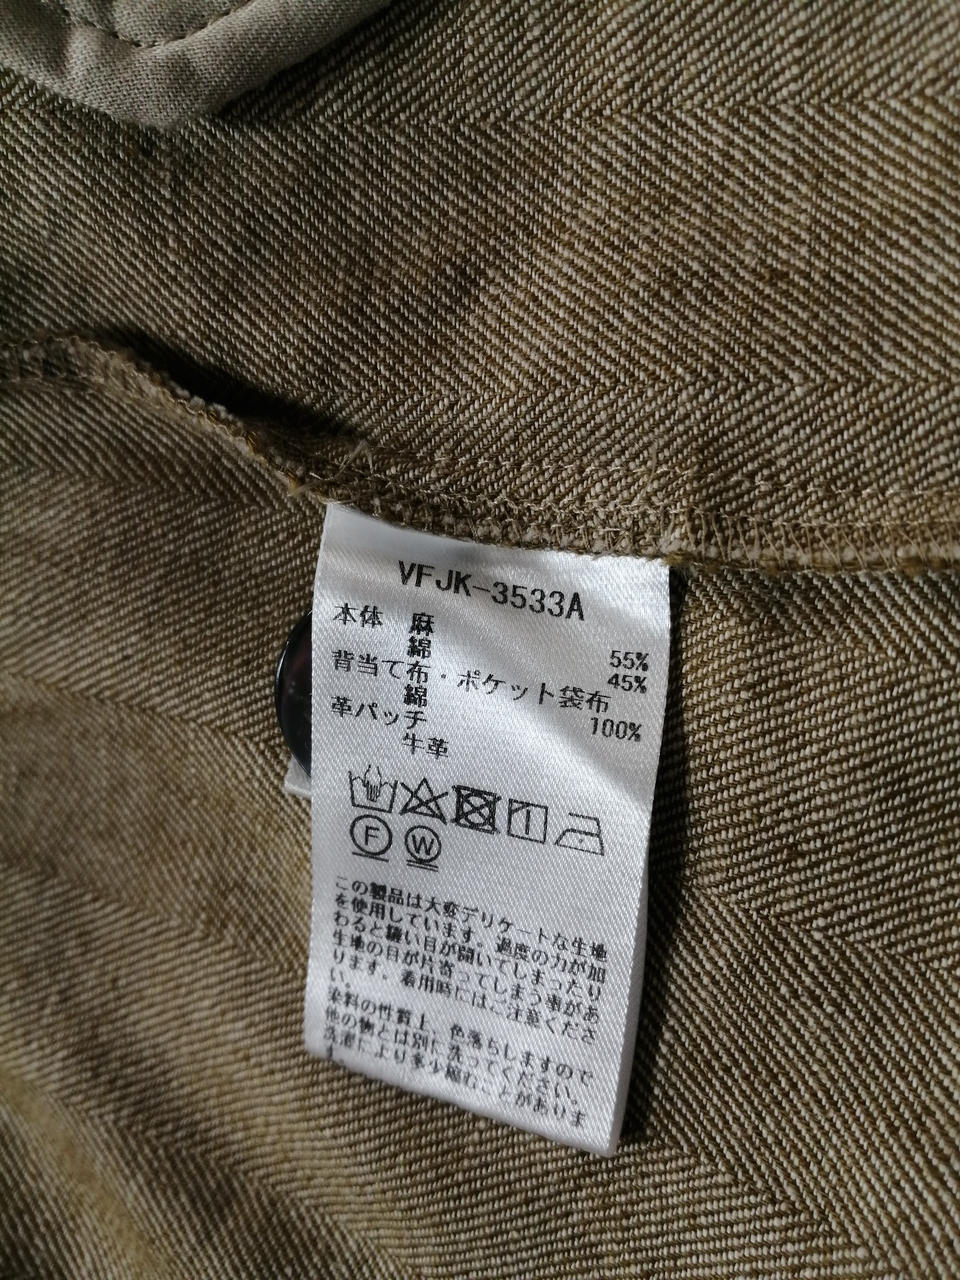 VFJK-3533A
本体 麻 55%
綿 45%
背当て布・ポケット袋布
綿 100%
革パッチ
牛革
F W
この製品は大変デリケートな生地
を使用しています。過度の力が加
わると縫い目が開いてしまったり
生地の目が片寄ってしまう事があ
ります。着用時にはご注意くださ
い。
染料の性質上、色落ちしますので
他の物とは別に洗ってください。
洗濯により多少縮むことがありま
す。